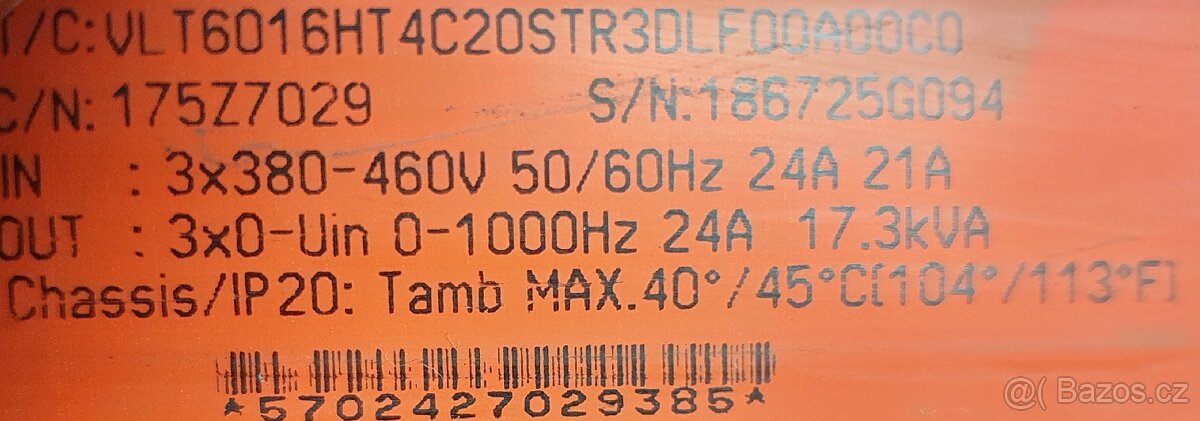 T/C:VLT6016HT4C20STR3DLF00A00C0
C/N: 175Z7029 S/N:186725G094
IN : 3x380-460V 50/60Hz 24A 21A
OUT : 3x0-Uin 0-1000Hz 24A 17.3kVA
Chassis/IP20: Tamb MAX.40°/45°C[104°/113°F]
*5702427029385*
@ Bazos.cz